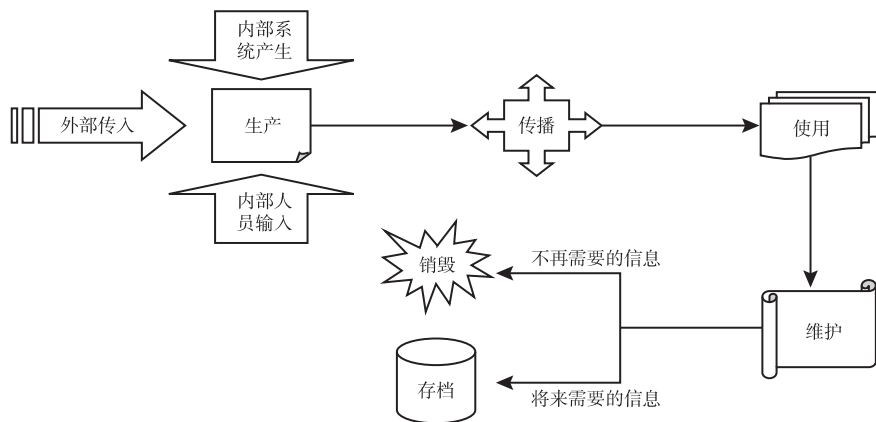 内部系
统产生
外部传入
生产
传播
使用
内部人
员输入
销毁
不再需要的信息
维护
存档
将来需要的信息